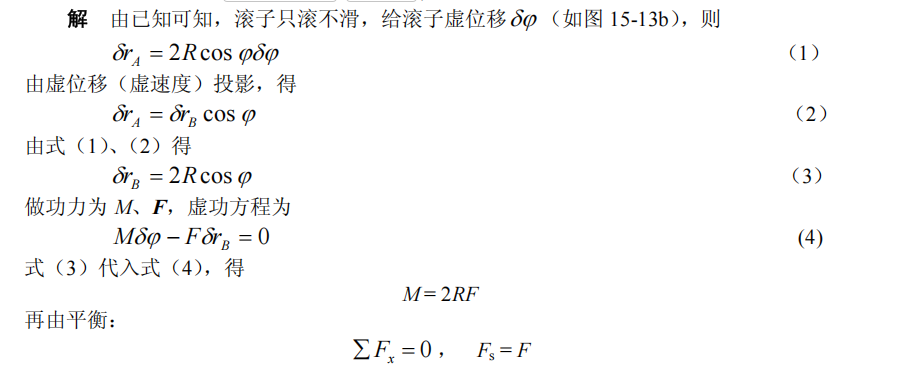 解 由已知可知，滚子只滚不滑，给滚子虚位移δφ（如图 15-13b），则
δr_A = 2R cos φδφ （1）
由虚位移（虚速度）投影，得
δr_A = δr_B cos φ （2）
由式（1）、（2）得
δr_B = 2R cos φ （3）
做功力为 M、F，虚功方程为
Mδφ − Fδr_B = 0 (4)
式（3）代入式（4），得
M = 2RF
再由平衡：
∑F_x = 0 ， F_s = F